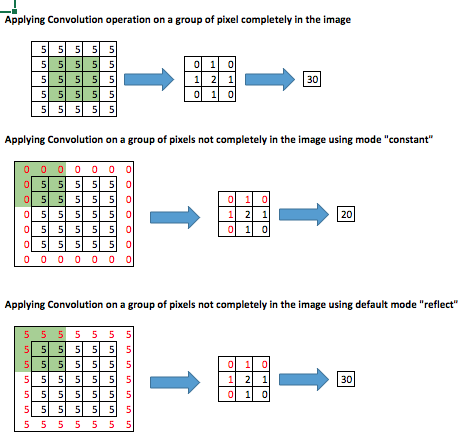 Applying Convolution operation on a group of pixel completely in the image
5 5 5 5 5
5 5 5 5 5
5 5 5 5 5
5 5 5 5 5
5 5 5 5 5
0 1 0
1 2 1
0 1 0
30
Applying Convolution on a group of pixels not completely in the image using mode "constant"
0 0 0 0 0 0 0
0 5 5 5 5 5 0
0 5 5 5 5 5 0
0 5 5 5 5 5 0
0 5 5 5 5 5 0
0 5 5 5 5 5 0
0 0 0 0 0 0 0
0 1 0
1 2 1
0 1 0
20
Applying Convolution on a group of pixels not completely in the image using default mode "reflect"
5 5 5 5 5 5 5
5 5 5 5 5 5 5
5 5 5 5 5 5 5
5 5 5 5 5 5 5
5 5 5 5 5 5 5
5 5 5 5 5 5 5
5 5 5 5 5 5 5
0 1 0
1 2 1
0 1 0
30